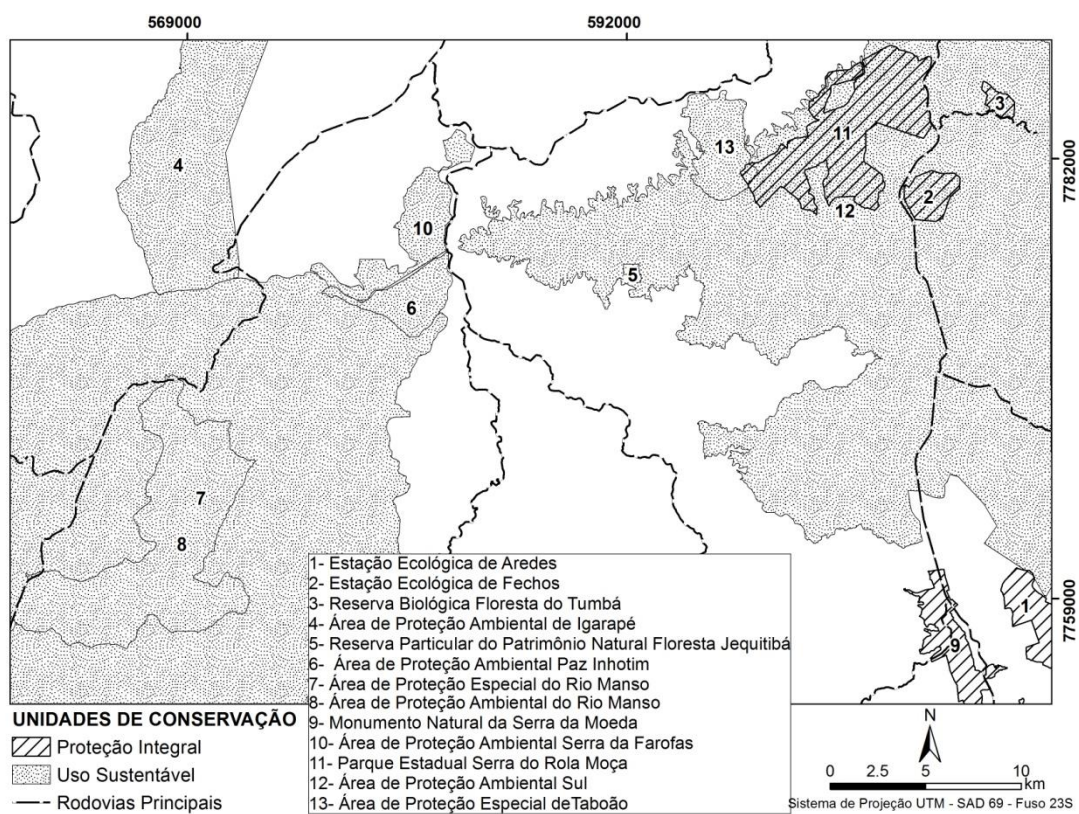 569000
592000
4
13
11
3
7782000
10
12
2
5
6
7
8
1
7759000
9
1- Estação Ecológica de Aredes
2- Estação Ecológica de Fechos
3- Reserva Biológica Floresta do Tumbá
4- Área de Proteção Ambiental de Igarapé
5- Reserva Particular do Patrimônio Natural Floresta Jequitibá
6- Área de Proteção Ambiental Paz Inhotim
7- Área de Proteção Especial do Rio Manso
8- Área de Proteção Ambiental do Rio Manso
9- Monumento Natural da Serra da Moeda
10- Área de Proteção Ambiental Serra da Farofas
11- Parque Estadual Serra do Rola Moça
12- Área de Proteção Ambiental Sul
13- Área de Proteção Especial deTaboão
UNIDADES DE CONSERVAÇÃO
Proteção Integral
Uso Sustentável
Rodovias Principais
N
0 2.5 5 10
km
Sistema de Projeção UTM - SAD 69 - Fuso 23S